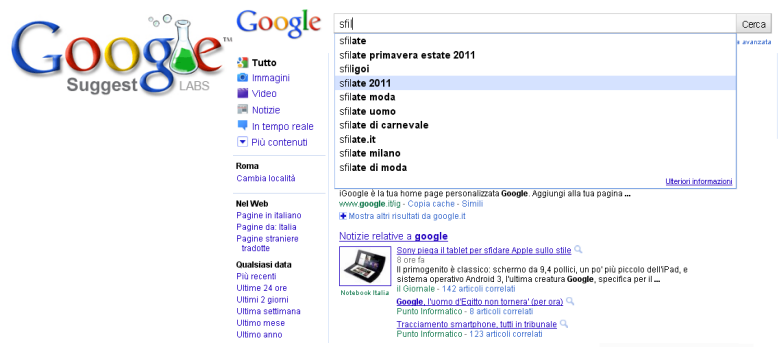 Google™
Suggest LABS
Google
sfil
Cerca
a avanzata
sfilate
sfilate primavera estate 2011
sfiligoi
sfilate 2011
sfilate moda
sfilate uomo
sfilate di carnevale
sfilate.it
sfilate milano
sfilate di moda
Ulteriori informazioni
Tutto
Immagini
Video
Notizie
In tempo reale
Più contenuti
Roma
Cambia località
Nel Web
Pagine in italiano
Pagine da: Italia
Pagine straniere
tradotte
Qualsiasi data
Più recenti
Ultime 24 ore
Ultimi 2 giorni
Ultima settimana
Ultimo mese
Ultimo anno
iGoogle è la tua home page personalizzata Google. Aggiungi alla tua pagina ...
www.google.it/ig - Copia cache - Simili
Mostra altri risultati da google.it
Notizie relative a google
Sony piega il tablet per sfidare Apple sullo stile
8 ore fa
Il primogenito è classico: schermo da 9,4 pollici, un po' più piccolo dell'iPad, e
sistema operativo Android 3, l'ultima creatura Google, specifica per il ...
il Giornale - 142 articoli correlati
Notebook Italia
Google, l'uomo d'Egitto non tornera' (per ora)
Punto Informatico - 8 articoli correlati
Tracciamento smartphone, tutti in tribunale
Punto Informatico - 123 articoli correlati